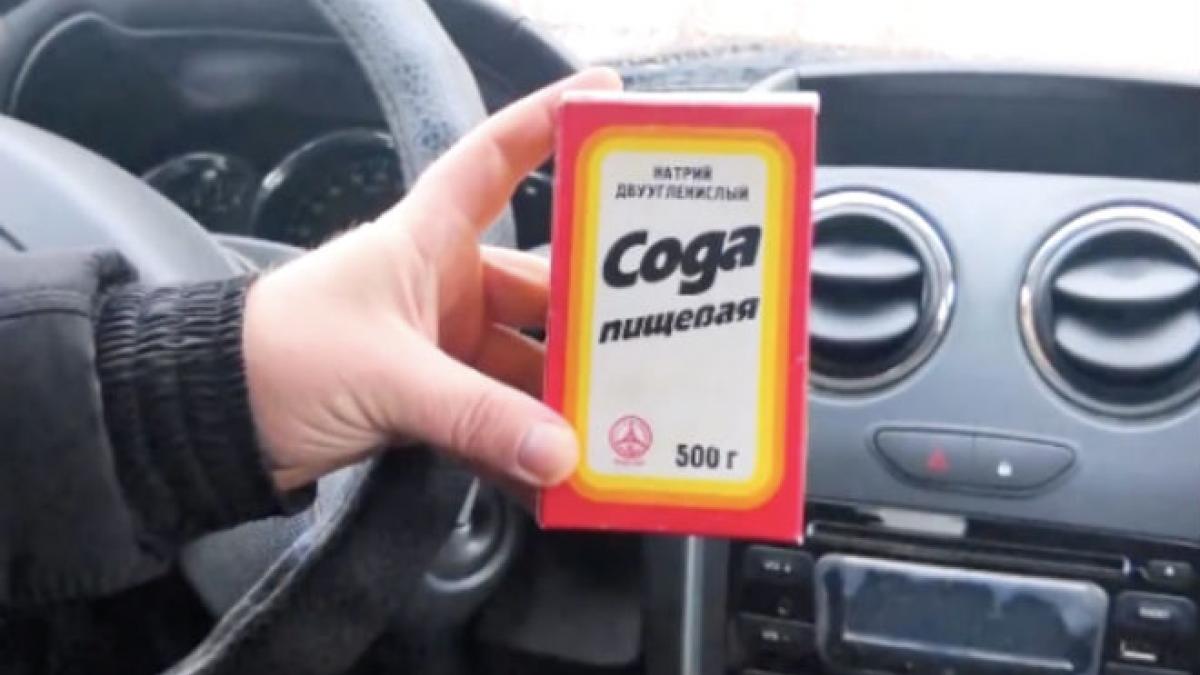 НАТРИЙ
ДВУУГЛЕКИСЛЫЙ
Сода
пищевая
500 г